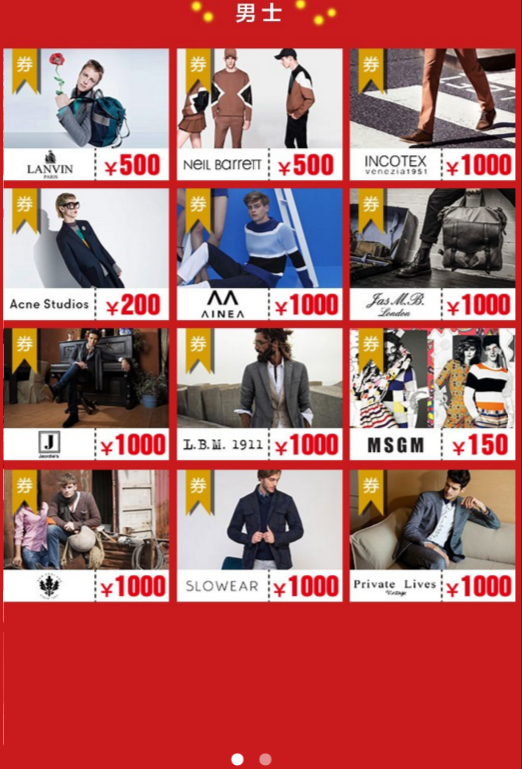 男士
券
券
券
LANVIN
PARIS
¥500
NEIL BARRETT
¥500
INCOTEX
venezia1951
¥1000
券
券
券
Acne Studios
¥200
AINEA
¥1000
Jas M.B.
London
¥1000
券
券
券
J
¥1000
L.B.M. 1911
¥1000
MSGM
¥150
券
券
券
¥1000
SLOWEAR
¥1000
Private Lives
Vintage
¥1000